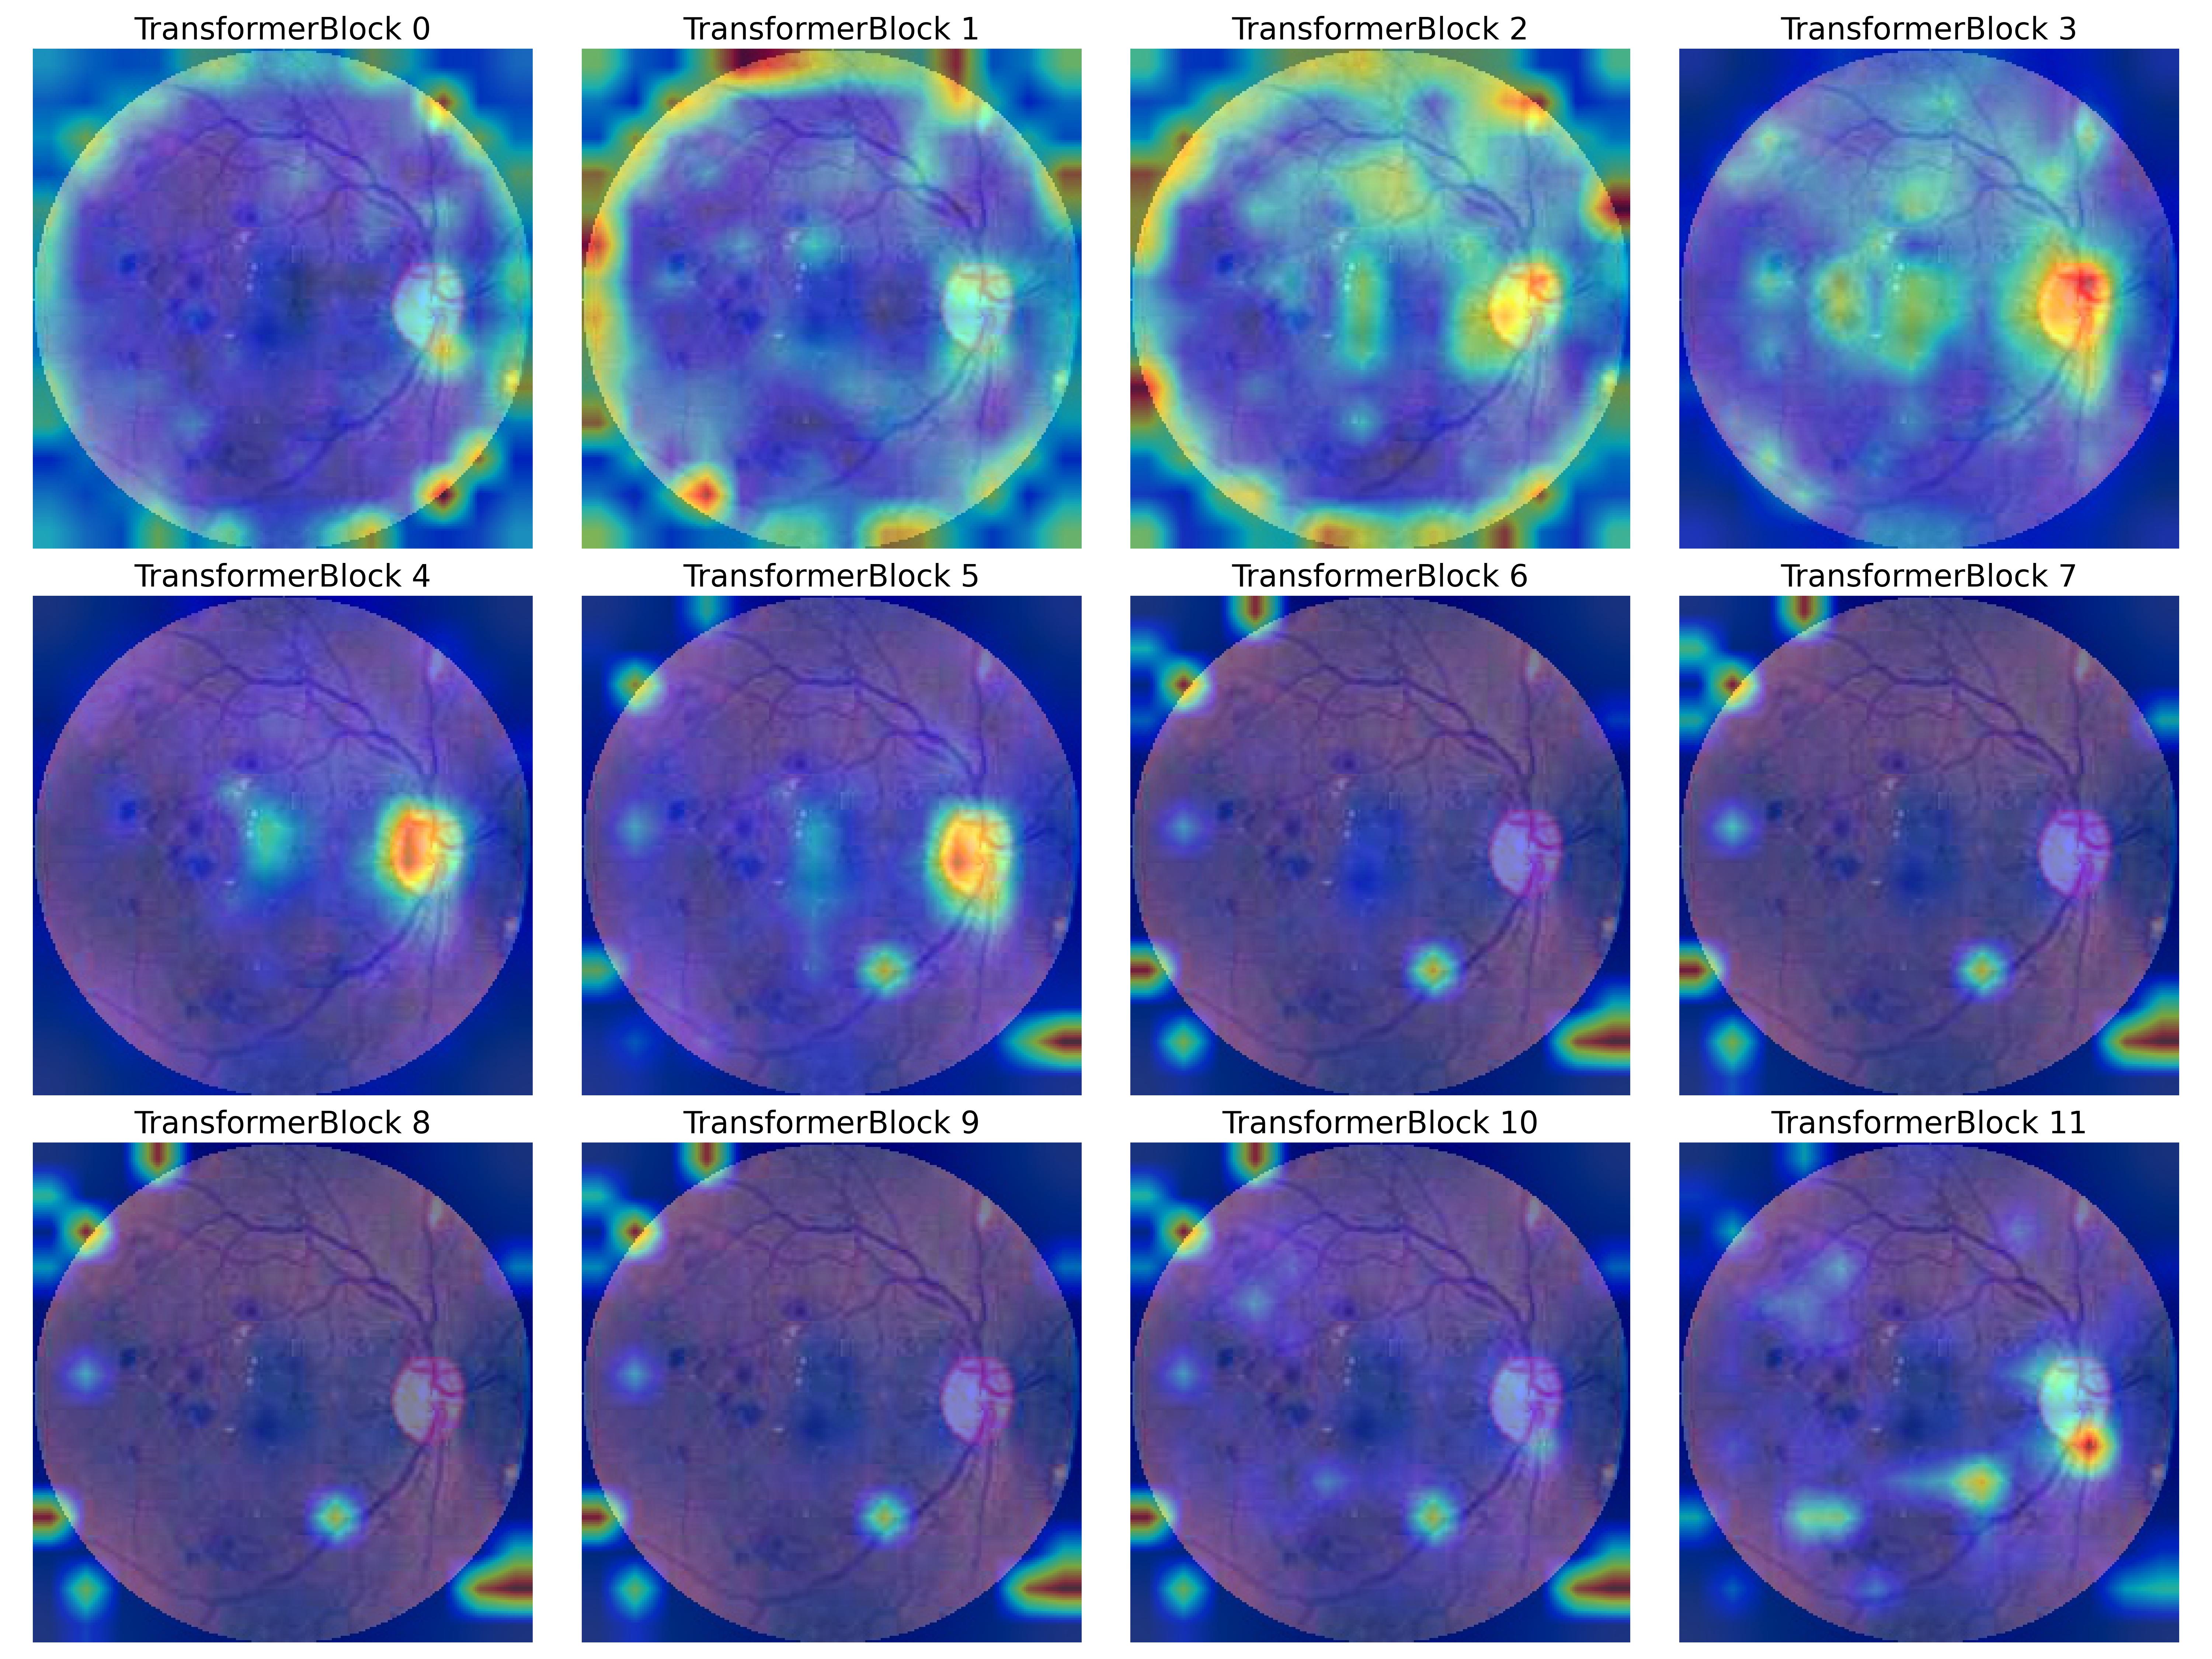 TransformerBlock 0
TransformerBlock 1
TransformerBlock 2
TransformerBlock 3
TransformerBlock 4
TransformerBlock 5
TransformerBlock 6
TransformerBlock 7
TransformerBlock 8
TransformerBlock 9
TransformerBlock 10
TransformerBlock 11